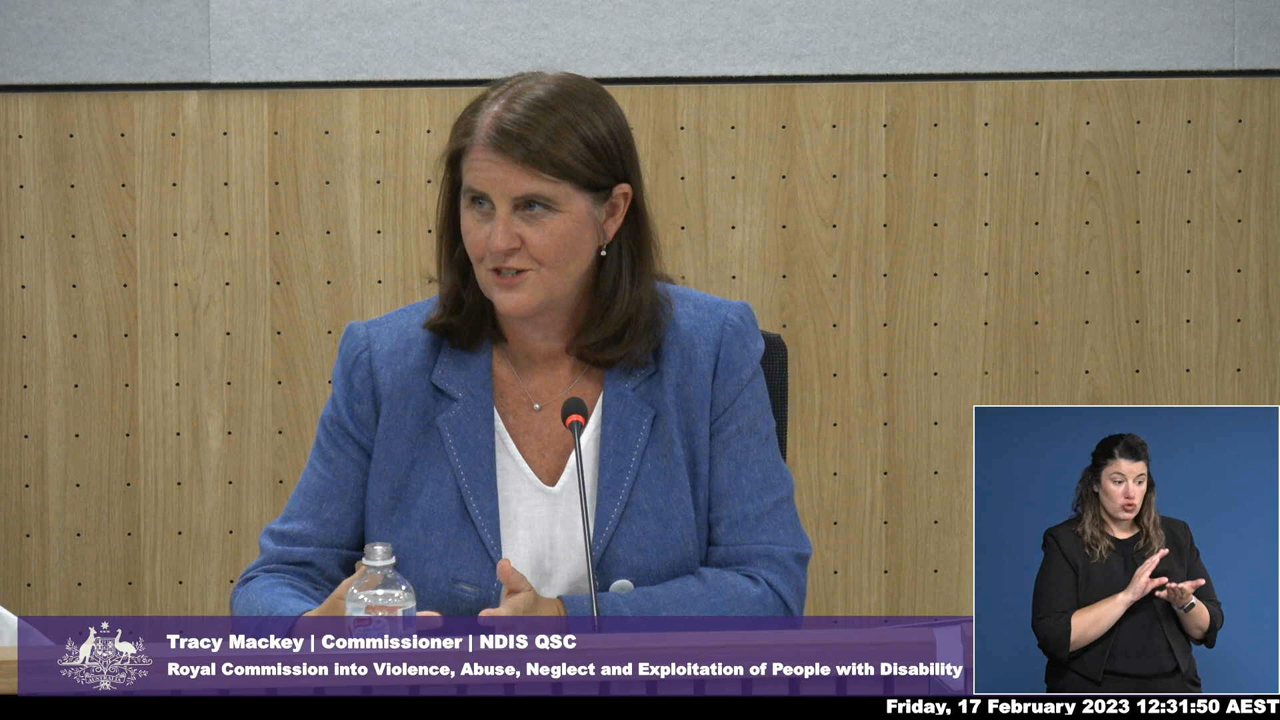 Tracy Mackey | Commissioner | NDIS QSC
Royal Commission into Violence, Abuse, Neglect and Exploitation of People with Disability
AUSTRALIA
Friday, 17 February 2023 12:31:50 AEST